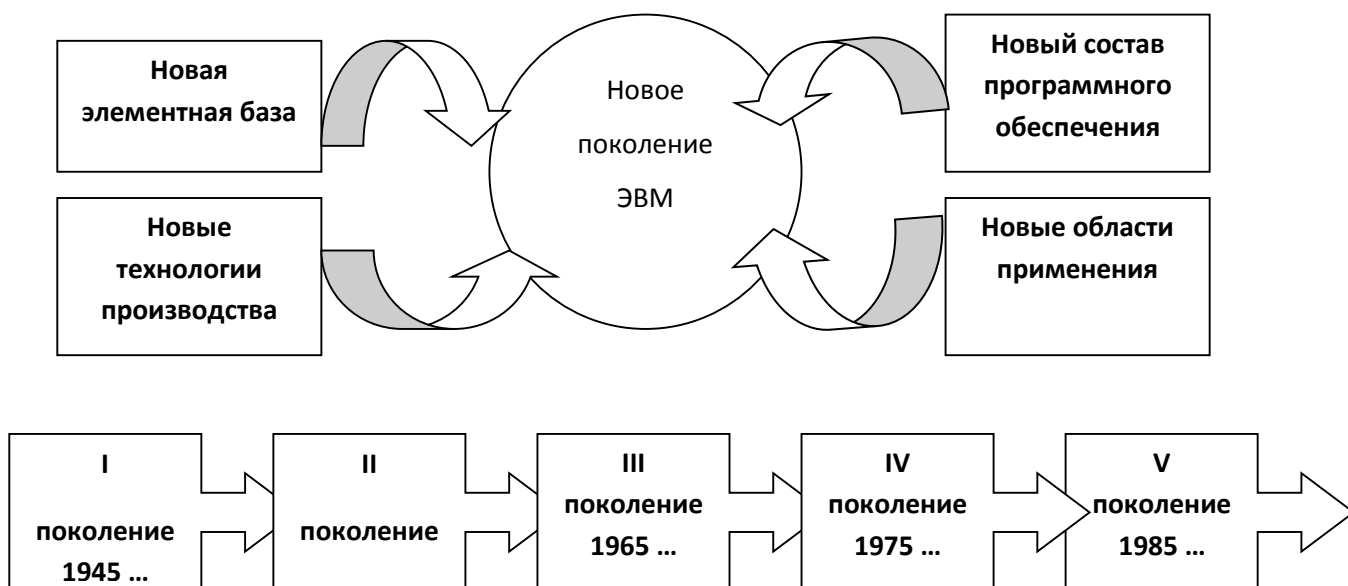 Новая
элементная база
Новое
поколение
ЭВМ
Новый состав
программного
обеспечения
Новые
технологии
производства
Новые области
применения
I
поколение
1945 ...
II
поколение
III
поколение
1965 ...
IV
поколение
1975 ...
V
поколение
1985 ...